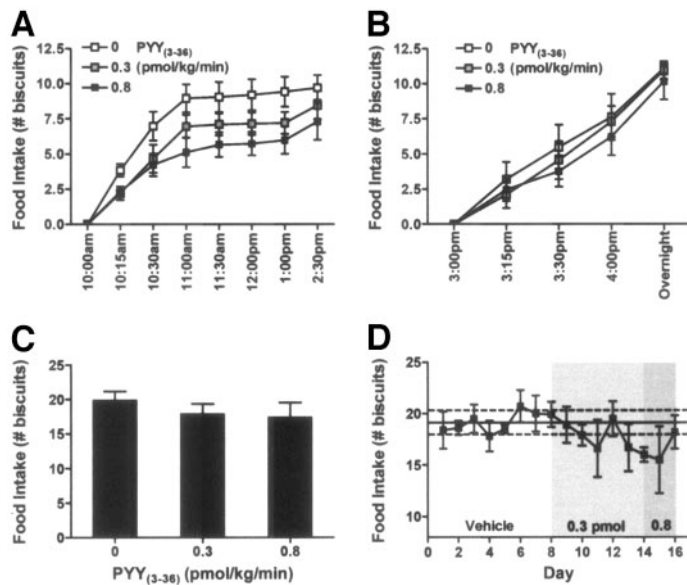 A
0 PYY(3-36)
0.3 (pmol/kg/min)
0.8
Food Intake (# biscuits)
12.5
10.0
7.5
5.0
2.5
0.0
10:00am
10:15am
10:30am
11:00am
11:30am
12:00pm
1:00pm
2:30pm
B
0 PYY(3-36)
0.3 (pmol/kg/min)
0.8
Food Intake (# biscuits)
12.5
10.0
7.5
5.0
2.5
0.0
3:00pm
3:15pm
3:30pm
4:00pm
Overnight
C
Food Intake (# biscuits)
25
20
15
10
5
0
0 0.3 0.8
PYY(3-36) (pmol/kg/min)
D
Food Intake (# biscuits)
25
20
15
10
Vehicle 0.3 pmol 0.8
0 2 4 6 8 10 12 14 16
Day